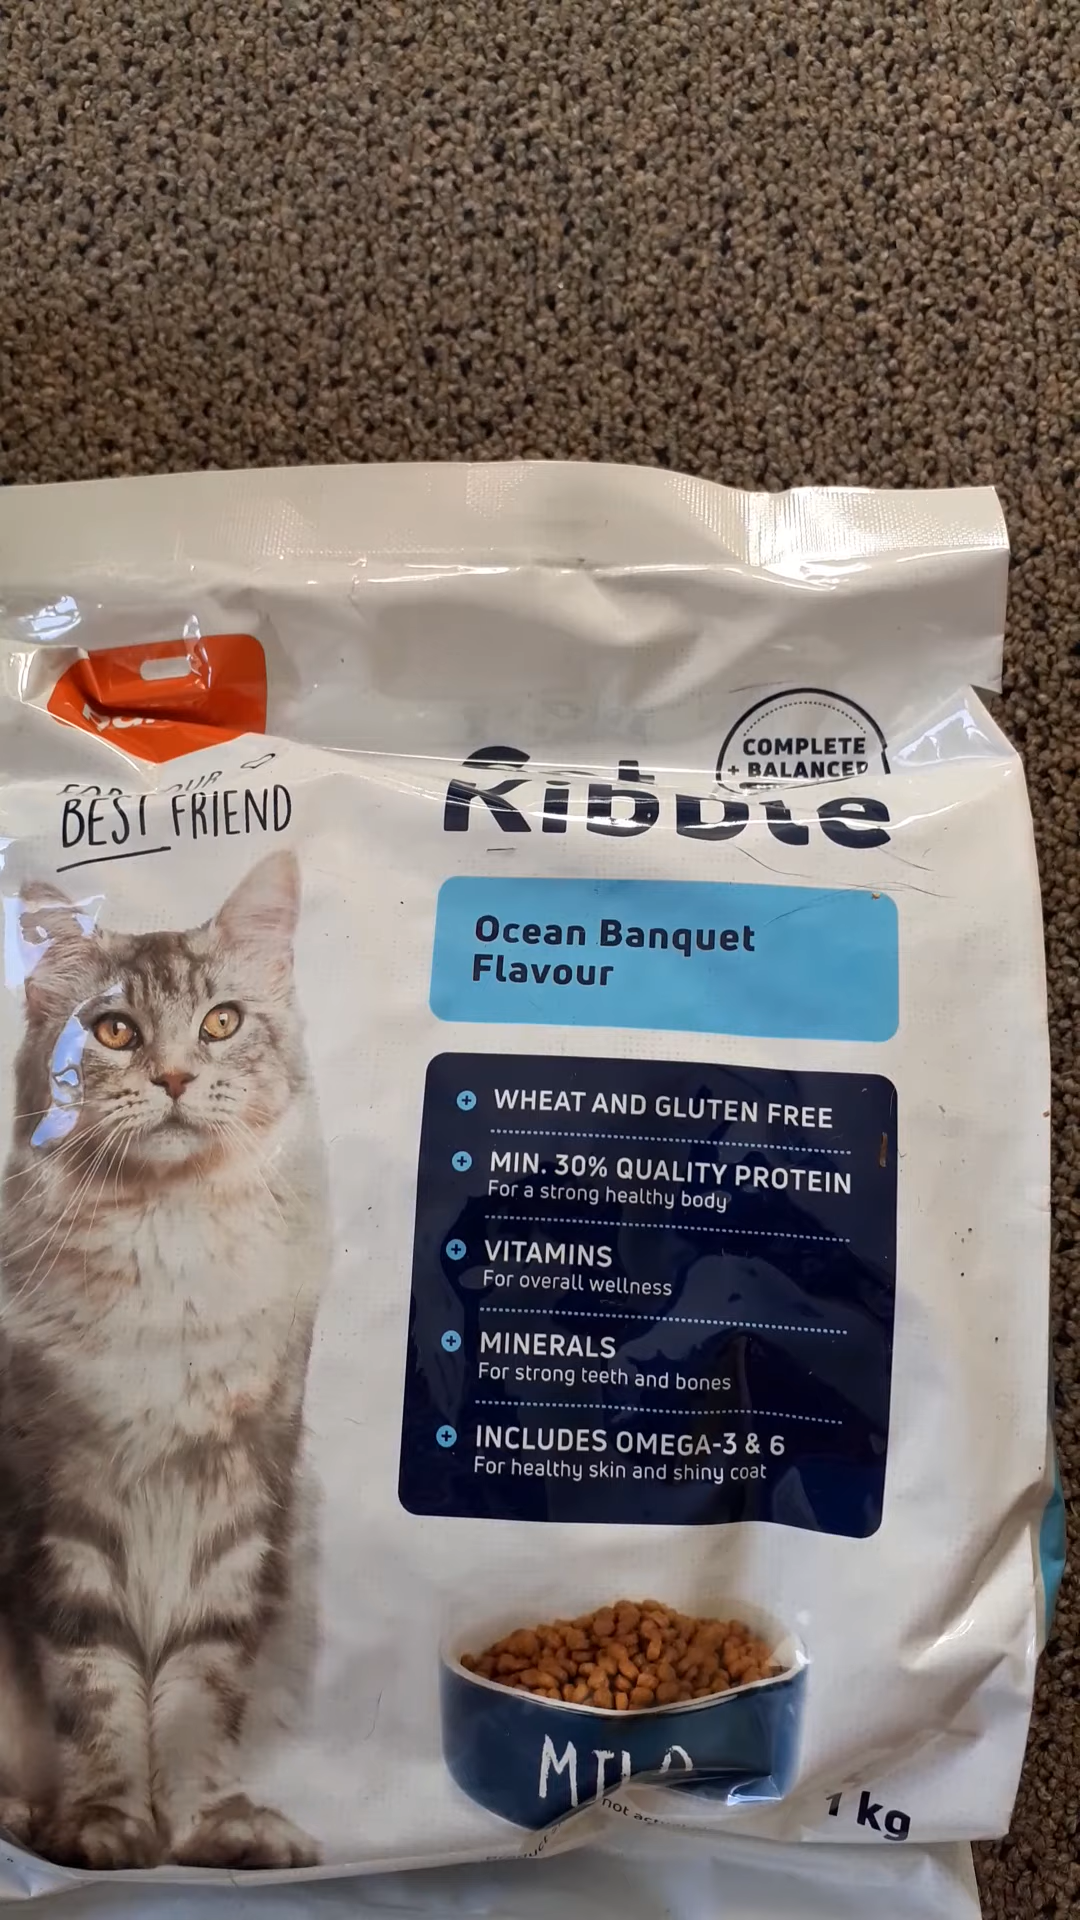 BEST FRIEND
COMPLETE
+ BALANCED
Kibble
Ocean Banquet
Flavour
WHEAT AND GLUTEN FREE
MIN. 30% QUALITY PROTEIN
For a strong healthy body
VITAMINS
For overall wellness
MINERALS
For strong teeth and bones
INCLUDES OMEGA-3 & 6
For healthy skin and shiny coat
MILO
not
1 kg